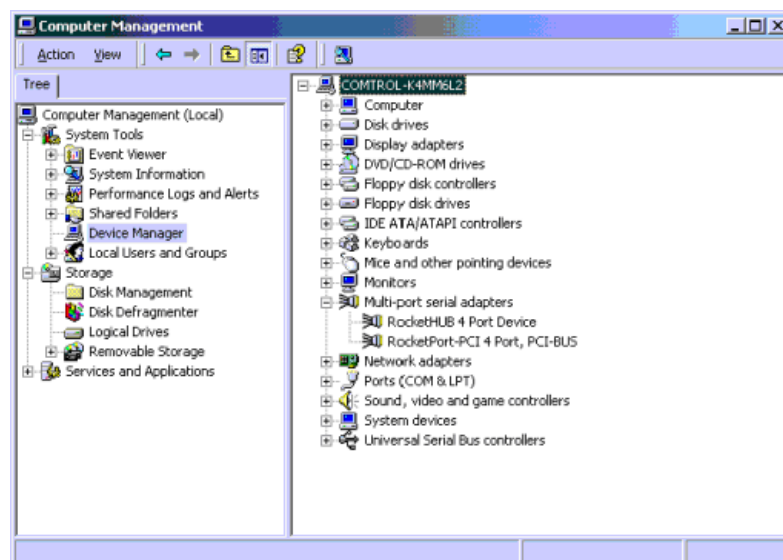 Computer Management
Action View
Tree
Computer Management (Local)
System Tools
Event Viewer
System Information
Performance Logs and Alerts
Shared Folders
Device Manager
Local Users and Groups
Storage
Disk Management
Disk Defragmenter
Logical Drives
Removable Storage
Services and Applications
COMTROL-K4MM6L2
Computer
Disk drives
Display adapters
DVD/CD-ROM drives
Floppy disk controllers
Floppy disk drives
IDE ATA/ATAPI controllers
Keyboards
Mice and other pointing devices
Monitors
Multi-port serial adapters
RocketHUB 4 Port Device
RocketPort-PCI 4 Port, PCI-BUS
Network adapters
Ports (COM & LPT)
Sound, video and game controllers
System devices
Universal Serial Bus controllers